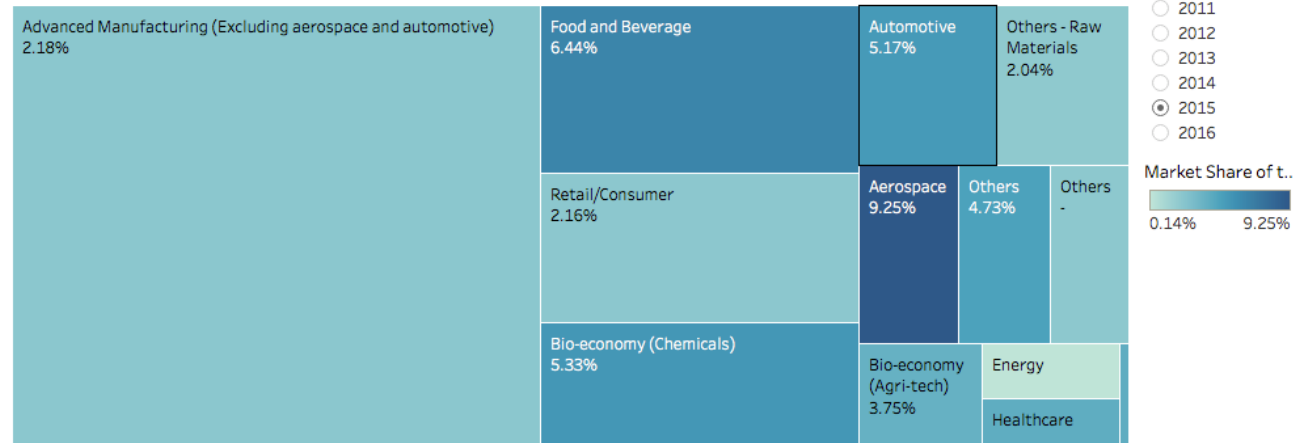 Advanced Manufacturing (Excluding aerospace and automotive)
2.18%
Food and Beverage
6.44%
Retail/Consumer
2.16%
Bio-economy (Chemicals)
5.33%
Automotive
5.17%
Others - Raw
Materials
2.04%
Aerospace
9.25%
Others
4.73%
Others
-
Bio-economy
(Agri-tech)
3.75%
Energy
Healthcare
2011
2012
2013
2014
2015
2016
Market Share of t..
0.14%
9.25%